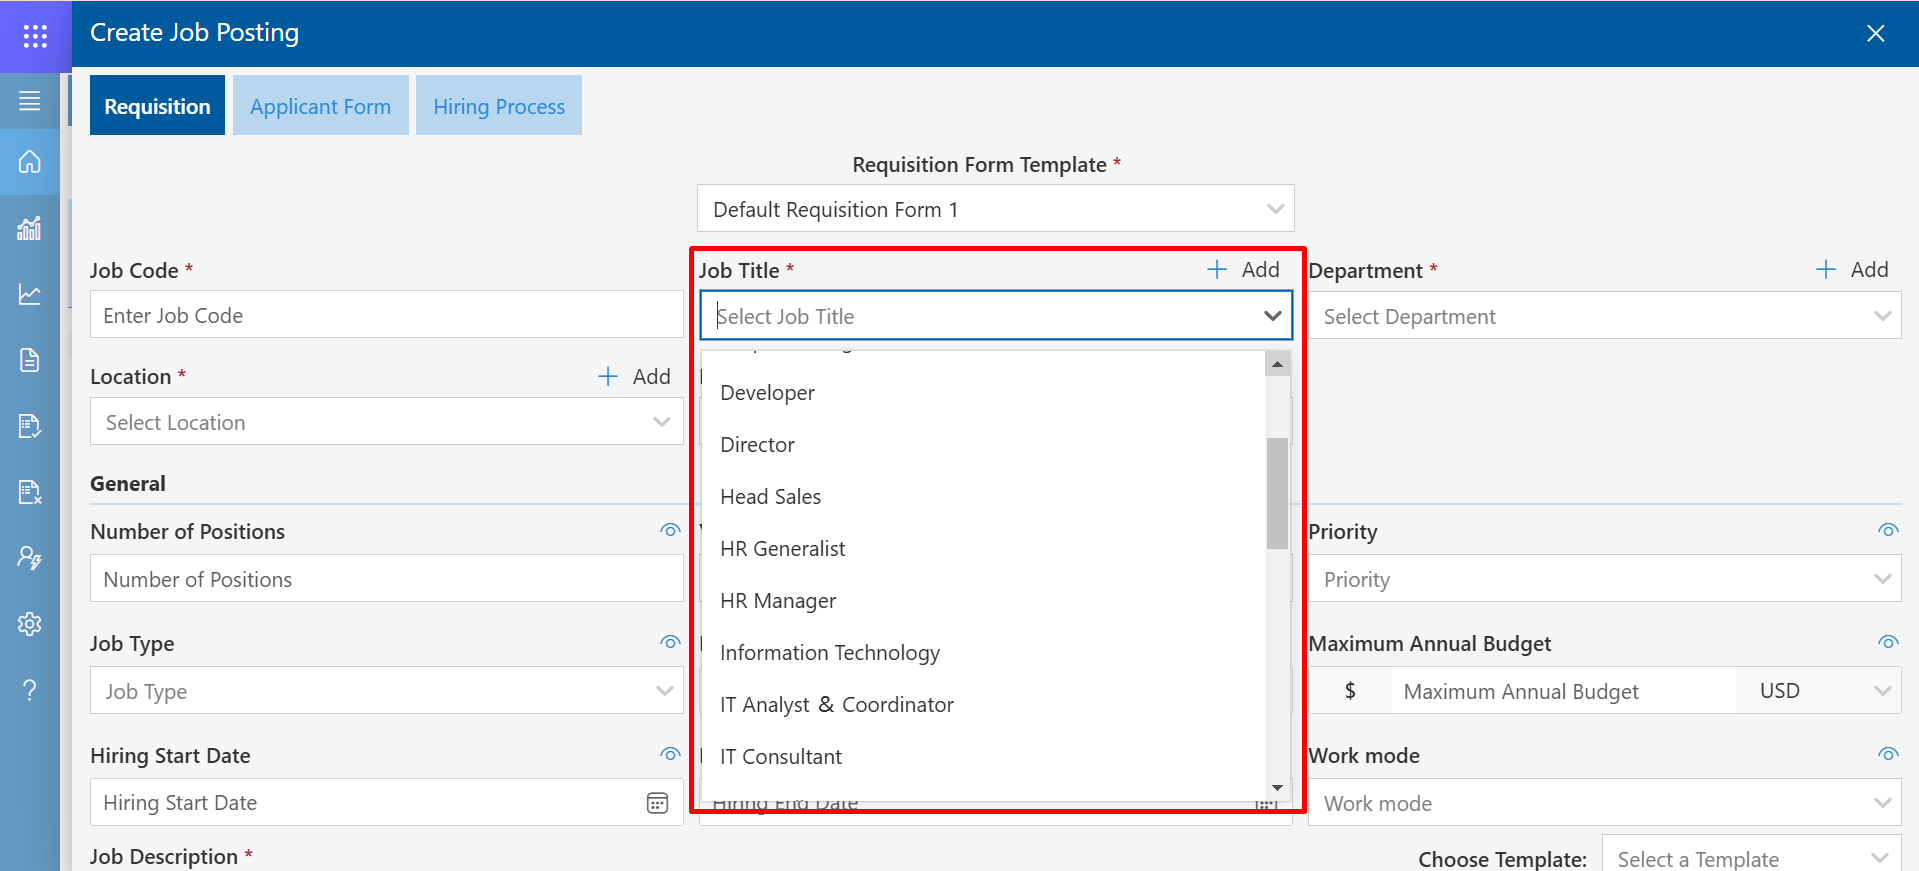 Create Job Posting
Requisition
Applicant Form
Hiring Process
Requisition Form Template *
Default Requisition Form 1
Job Code *
Enter Job Code
Job Title *
Add
Select Job Title
Department *
Add
Select Department
Location *
Add
Select Location
Developer
Director
Head Sales
HR Generalist
HR Manager
Information Technology
IT Analyst & Coordinator
IT Consultant
General
Number of Positions
Number of Positions
Priority
Priority
Job Type
Job Type
Maximum Annual Budget
$ Maximum Annual Budget USD
Hiring Start Date
Hiring Start Date
Hiring End Date
Work mode
Work mode
Job Description *
Choose Template:
Select a Template